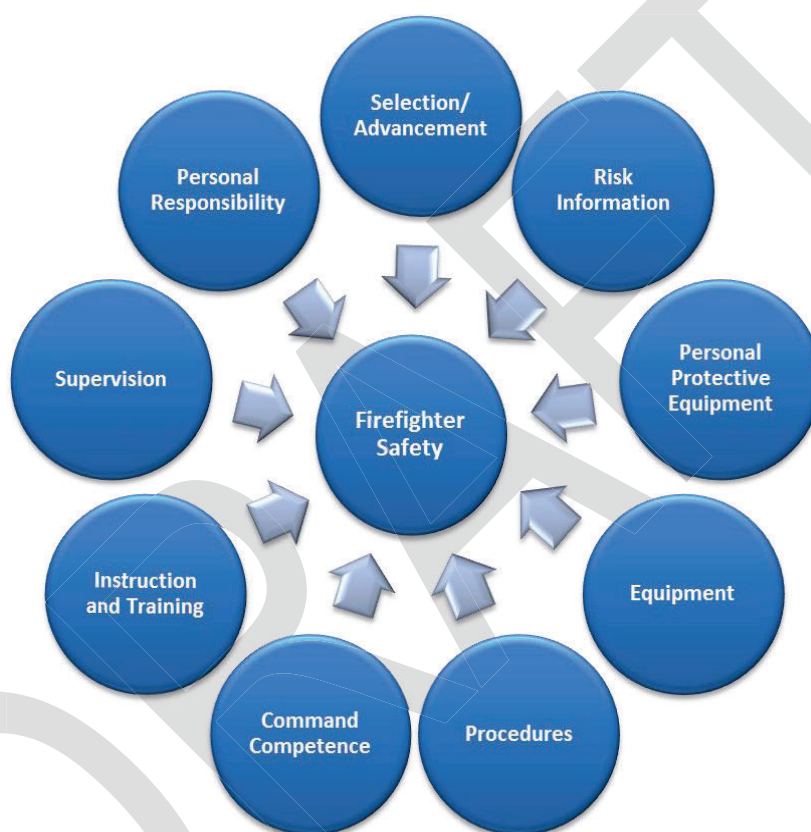 Selection/
Advancement
Risk
Information
Personal
Protective
Equipment
Equipment
Procedures
Command
Competence
Instruction
and Training
Supervision
Personal
Responsibility
Firefighter
Safety
DRAFT